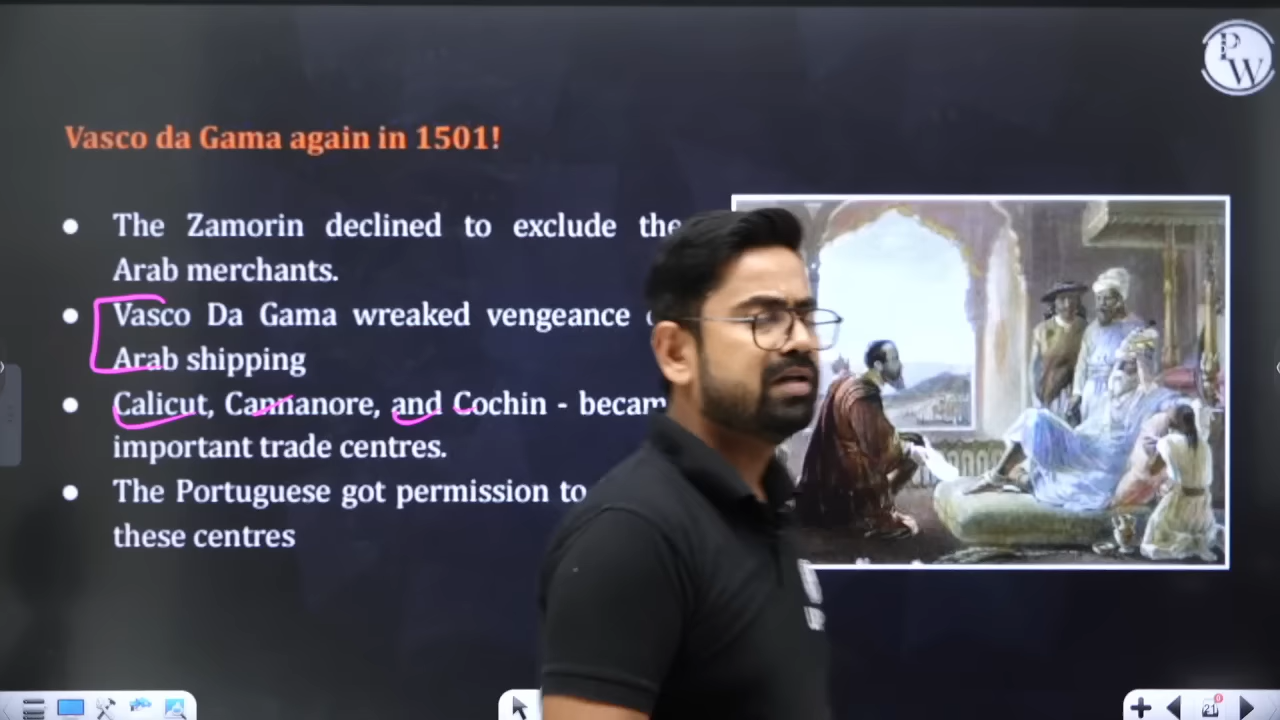 P
W
Vasco da Gama again in 1501!
The Zamorin declined to exclude the
Arab merchants.
Vasco Da Gama wreaked vengeance
Arab shipping
Calicut, Cannanore, and Cochin - becam
important trade centres.
The Portuguese got permission to
these centres
21